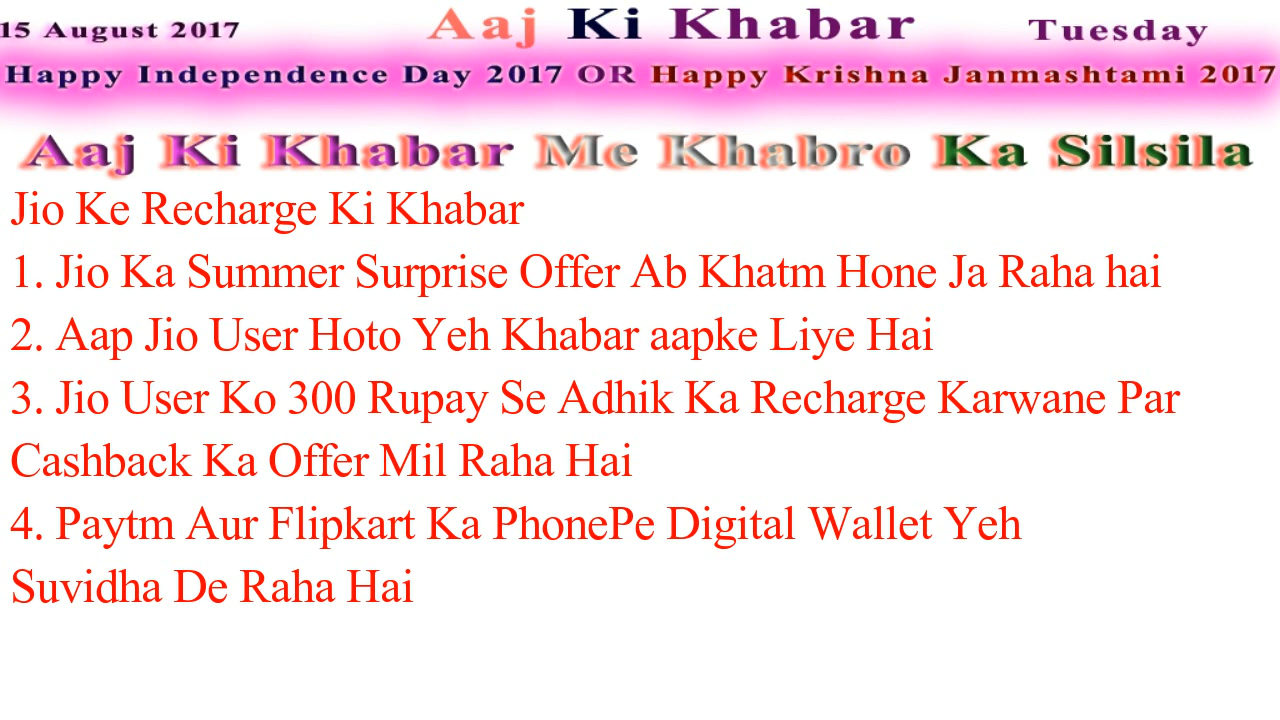 15 August 2017 Aaj Ki Khabar Tuesday
Happy Independence Day 2017 OR Happy Krishna Janmashtami 2017
Aaj Ki Khabar Me Khabro Ka Silsila
Jio Ke Recharge Ki Khabar
1. Jio Ka Summer Surprise Offer Ab Khatm Hone Ja Raha hai
2. Aap Jio User Hoto Yeh Khabar aapke Liye Hai
3. Jio User Ko 300 Rupay Se Adhik Ka Recharge Karwane Par
Cashback Ka Offer Mil Raha Hai
4. Paytm Aur Flipkart Ka PhonePe Digital Wallet Yeh
Suvidha De Raha Hai